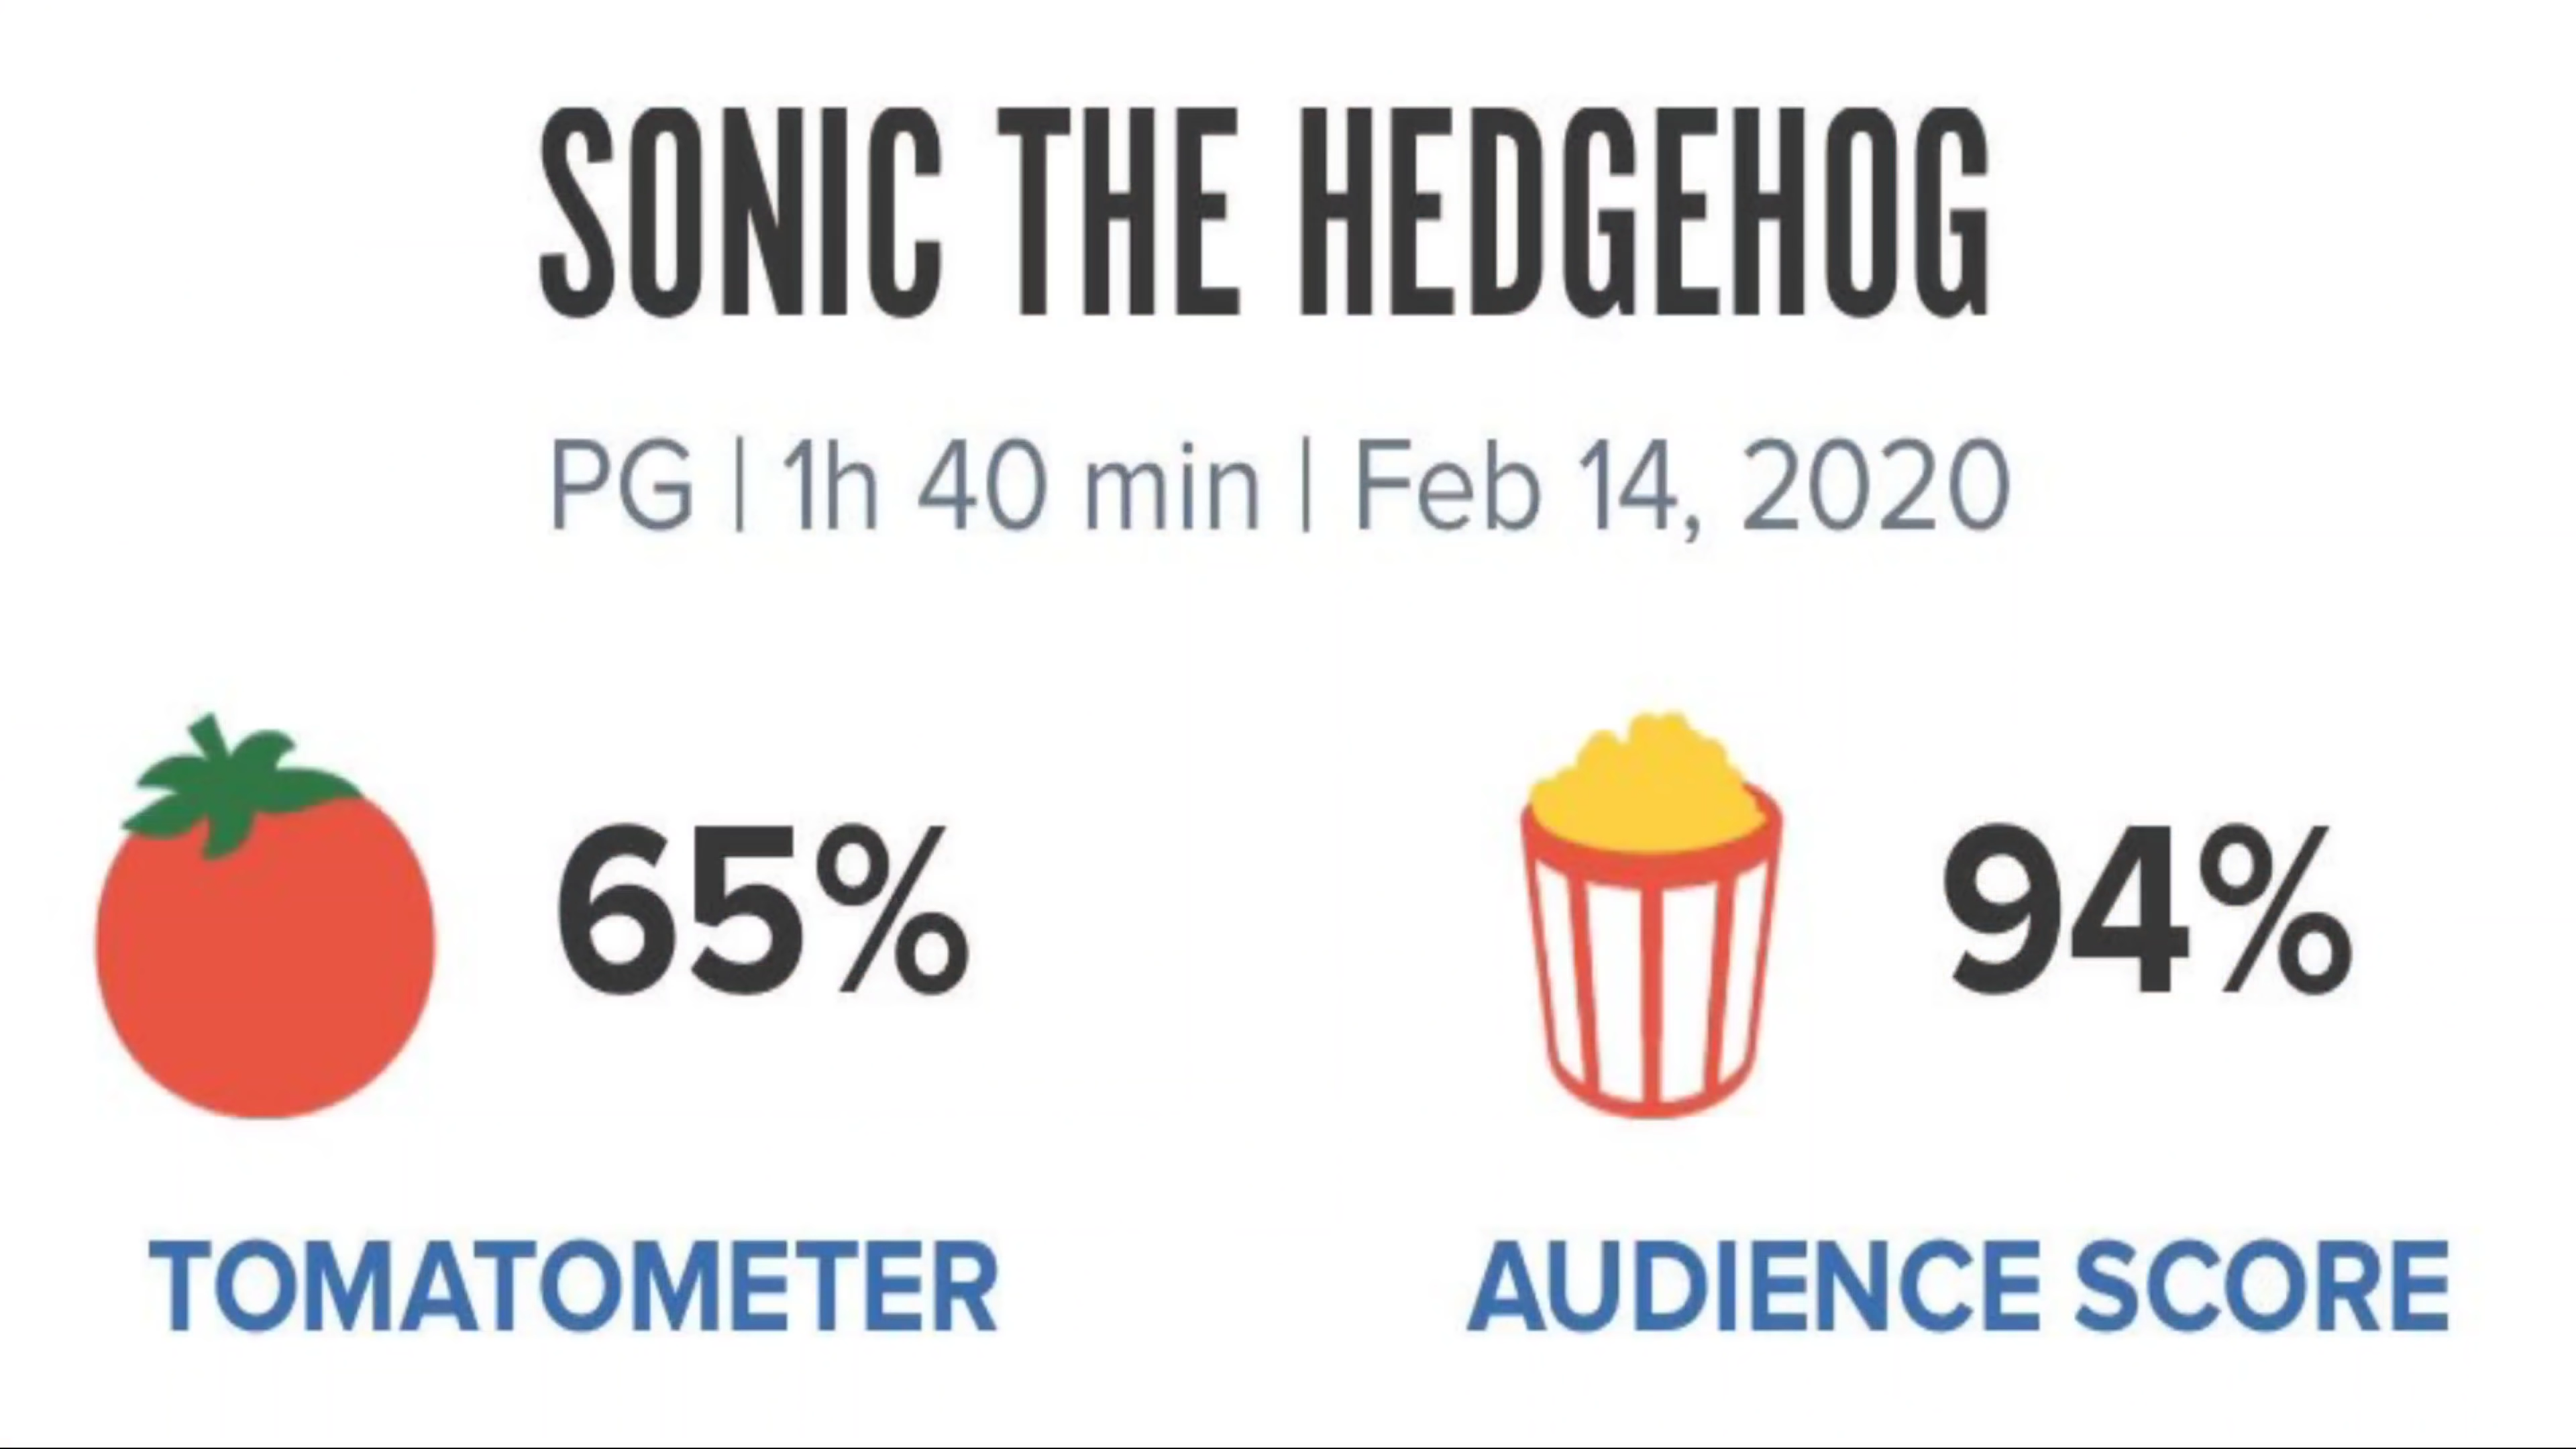 SONIC THE HEDGEHOG
PG | 1h 40 min | Feb 14, 2020
65%
94%
TOMATOMETER
AUDIENCE SCORE